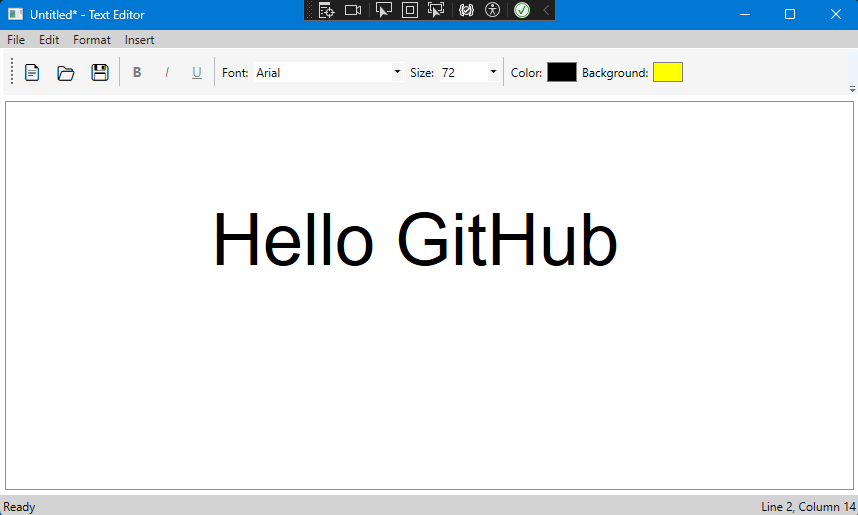 Untitled* - Text Editor
File Edit Format Insert
B I U Font: Arial Size: 72 Color: Background:
Hello GitHub
Ready Line 2, Column 14